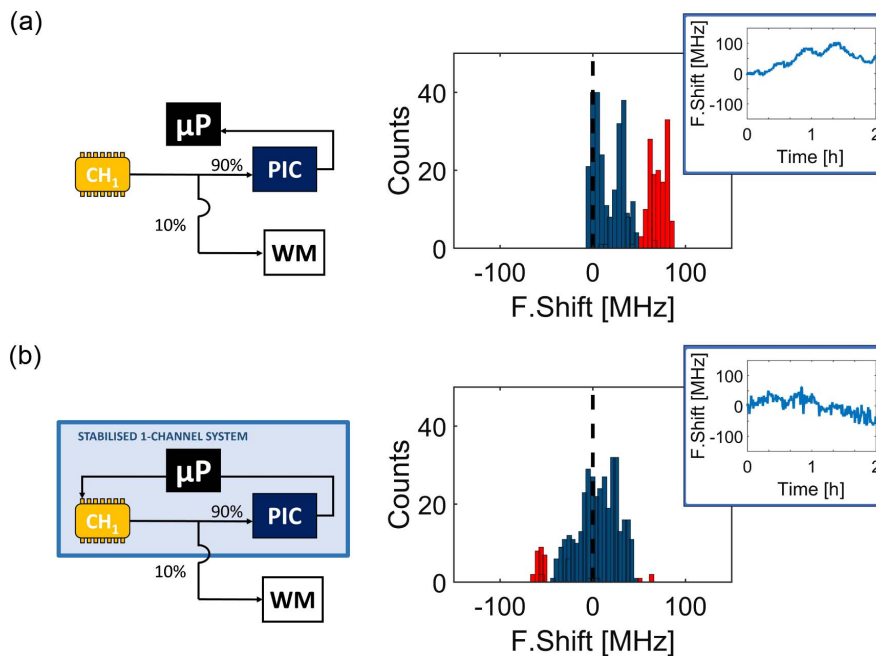 (a)
µP
CH1
90%
PIC
10%
WM
Counts
40
20
0
-100
0
100
F.Shift [MHz]
F.Shift [MHz]
100
0
-100
0
1
2
Time [h]
(b)
STABILISED 1-CHANNEL SYSTEM
µP
CH1
90%
PIC
10%
WM
Counts
40
20
0
-100
0
100
F.Shift [MHz]
F.Shift [MHz]
100
0
-100
0
1
2
Time [h]